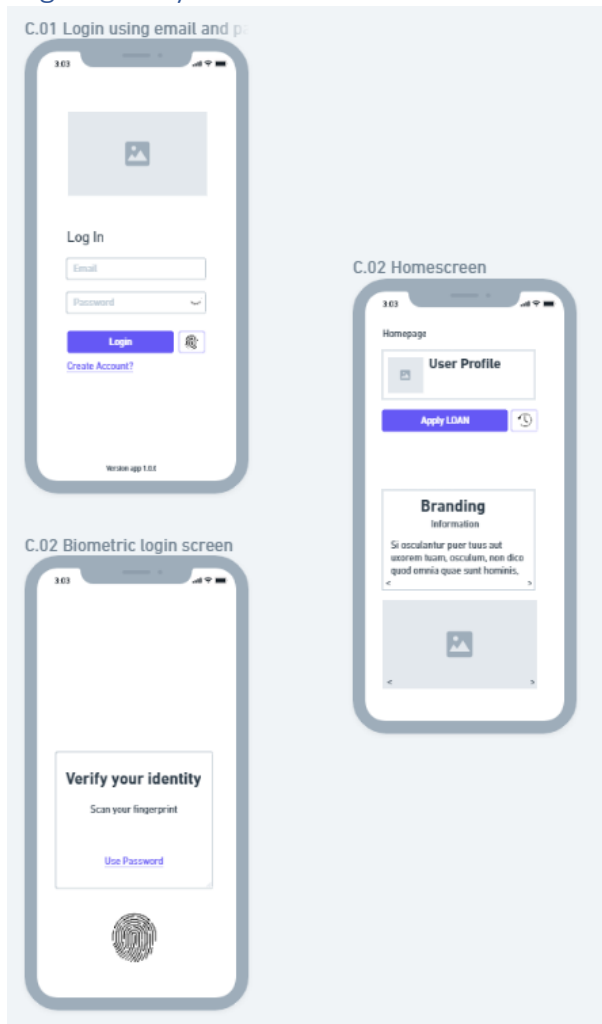 C.01 Login using email and
3:03
Log In
Email
Password
Login
Create Account?
Version app 1.0.0
C.02 Homescreen
3:03
Homepage
User Profile
Apply LOAN
Branding
Information
Si osculantur puer tuus aut
uxorem tuam, osculum, non dico
quod omnia quae sunt hominis.
<
>
<
>
C.02 Biometric login screen
3:03
Verify your identity
Scan your fingerprint
Use Password